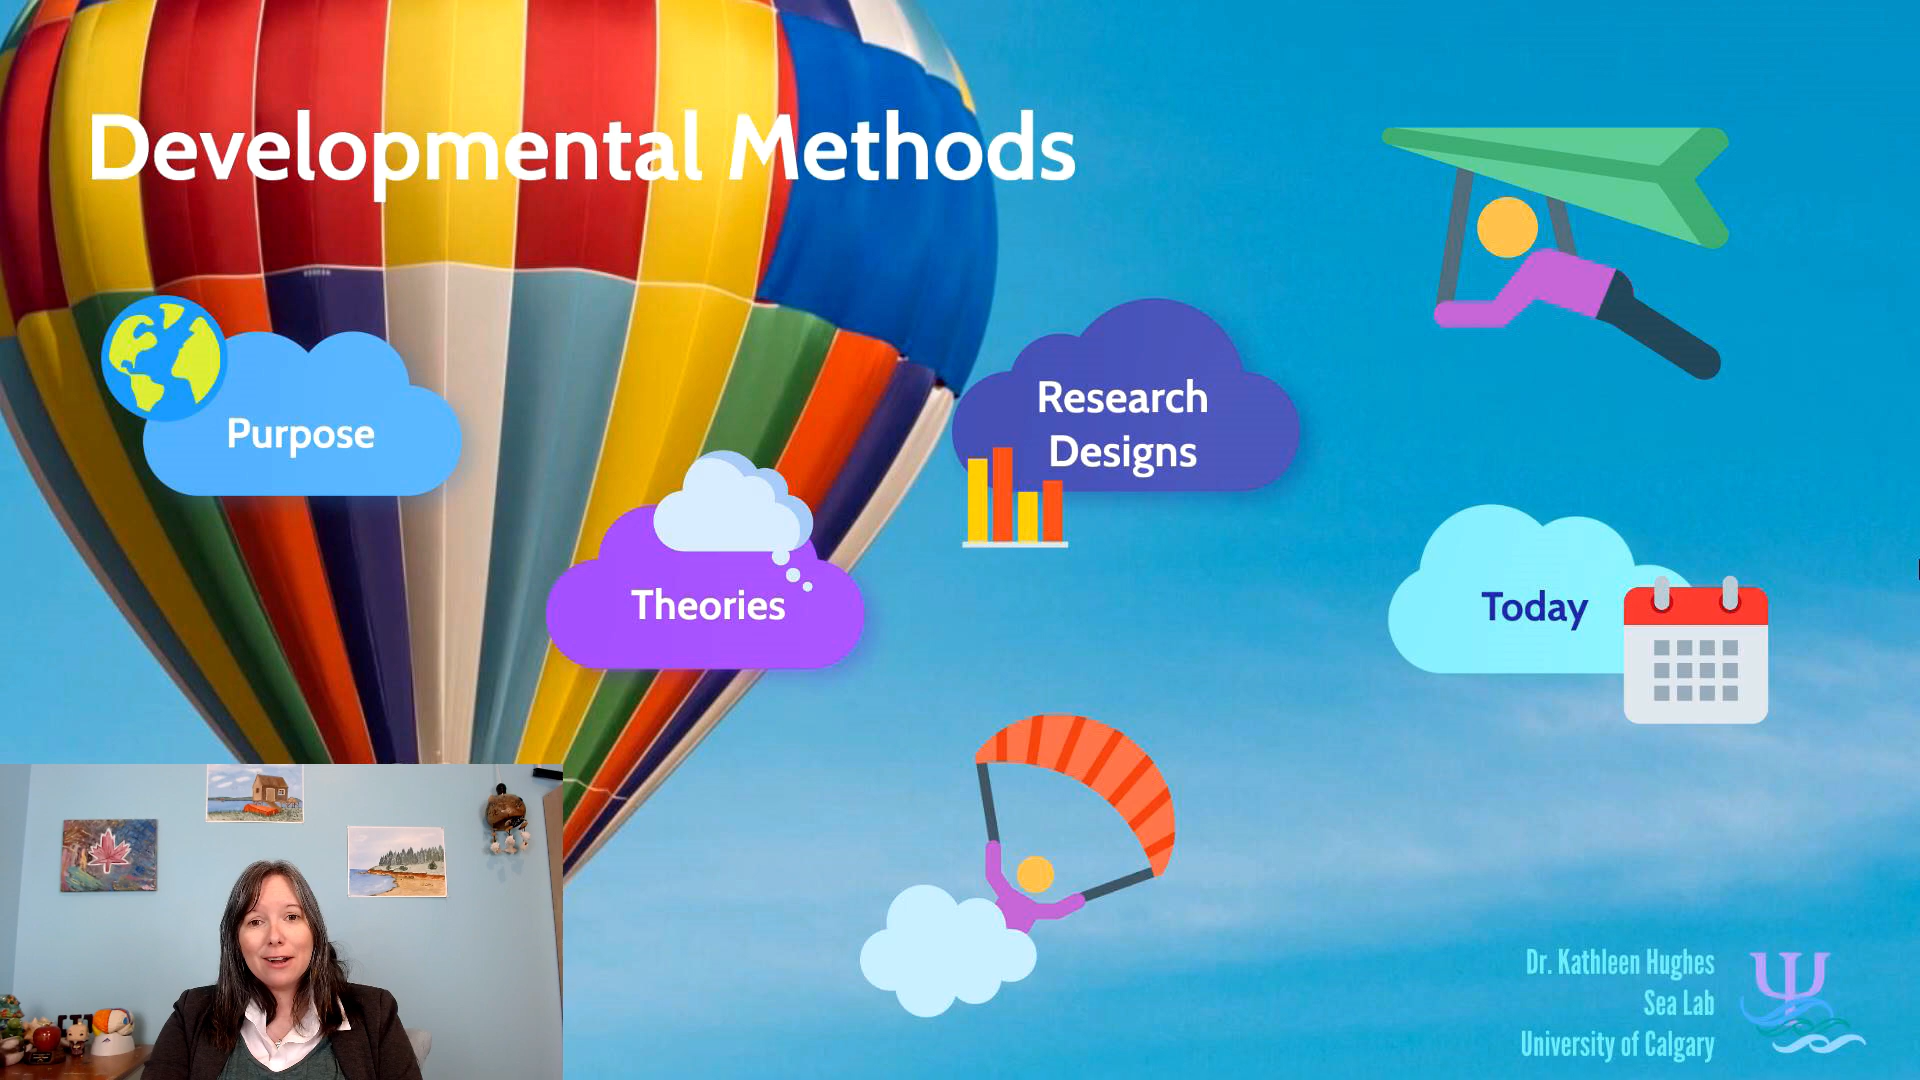 Developmental Methods
Purpose
Theories
Research
Designs
Today
Dr. Kathleen Hughes
Sea Lab
University of Calgary